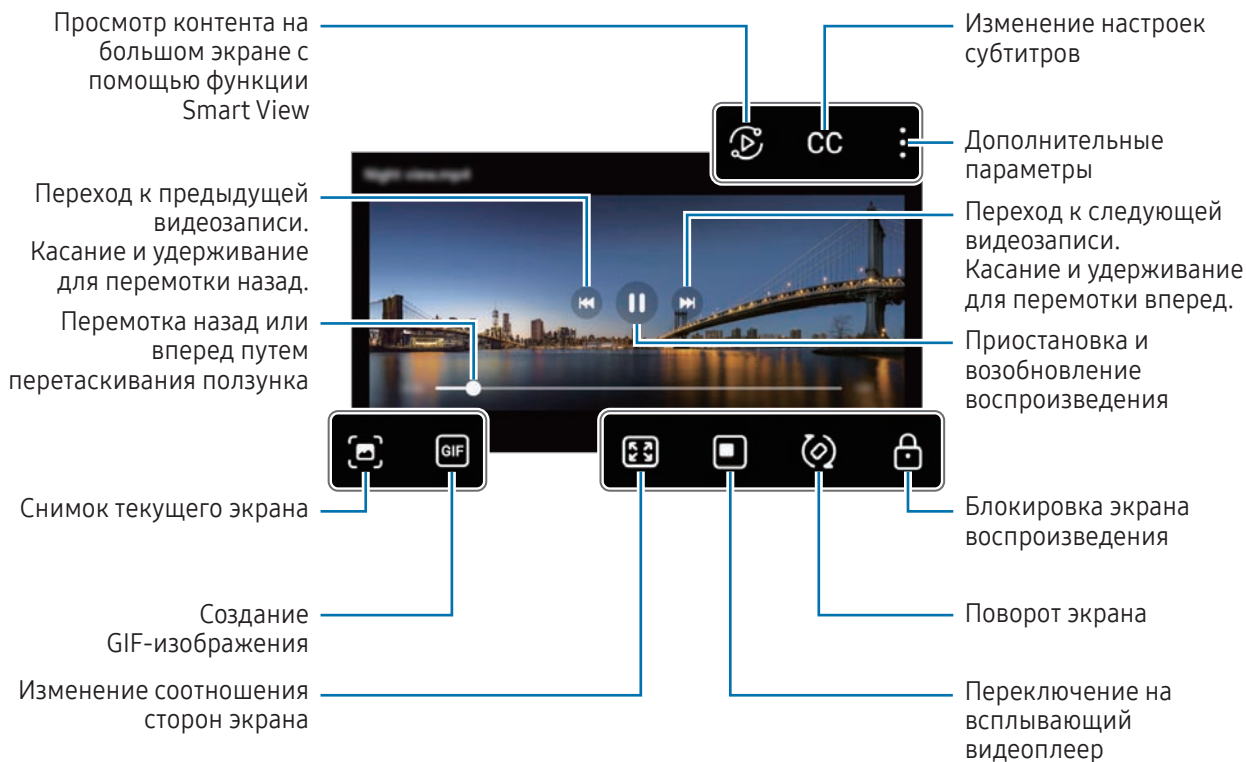 Просмотр контента на
большом экране с
помощью функции
Smart View
Изменение настроек
субтитров
CC
Дополнительные
параметры
Night view.mp4
Переход к предыдущей
видеозаписи.
Касание и удерживание
для перемотки назад.
Переход к следующей
видеозаписи.
Касание и удерживание
для перемотки вперед.
Перемотка назад или
вперед путем
перетаскивания ползунка
Приостановка и
возобновление
воспроизведения
GIF
Снимок текущего экрана
Блокировка экрана
воспроизведения
Создание
GIF-изображения
Поворот экрана
Изменение соотношения
сторон экрана
Переключение на
всплывающий
видеоплеер